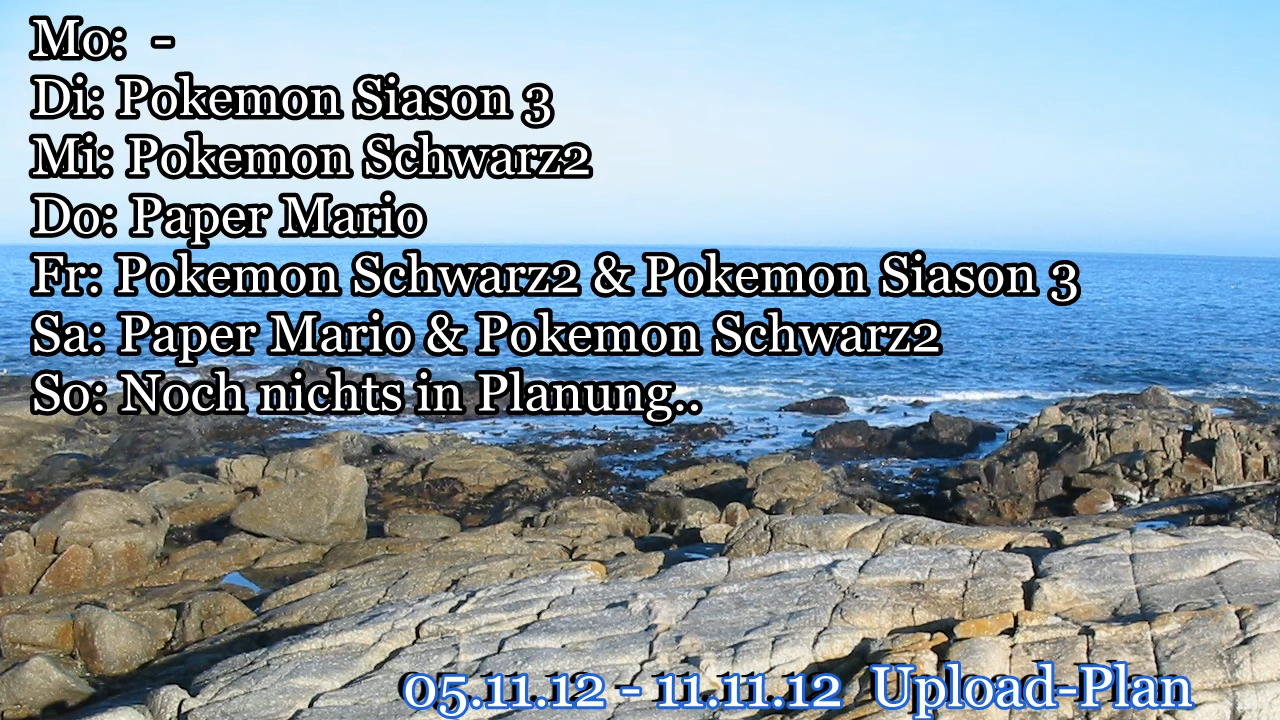 Mo: -
Di: Pokemon Siason 3
Mi: Pokemon Schwarz2
Do: Paper Mario
Fr: Pokemon Schwarz2 & Pokemon Siason 3
Sa: Paper Mario & Pokemon Schwarz2
So: Noch nichts in Planung..
05.11.12 - 11.11.12 Upload-Plan